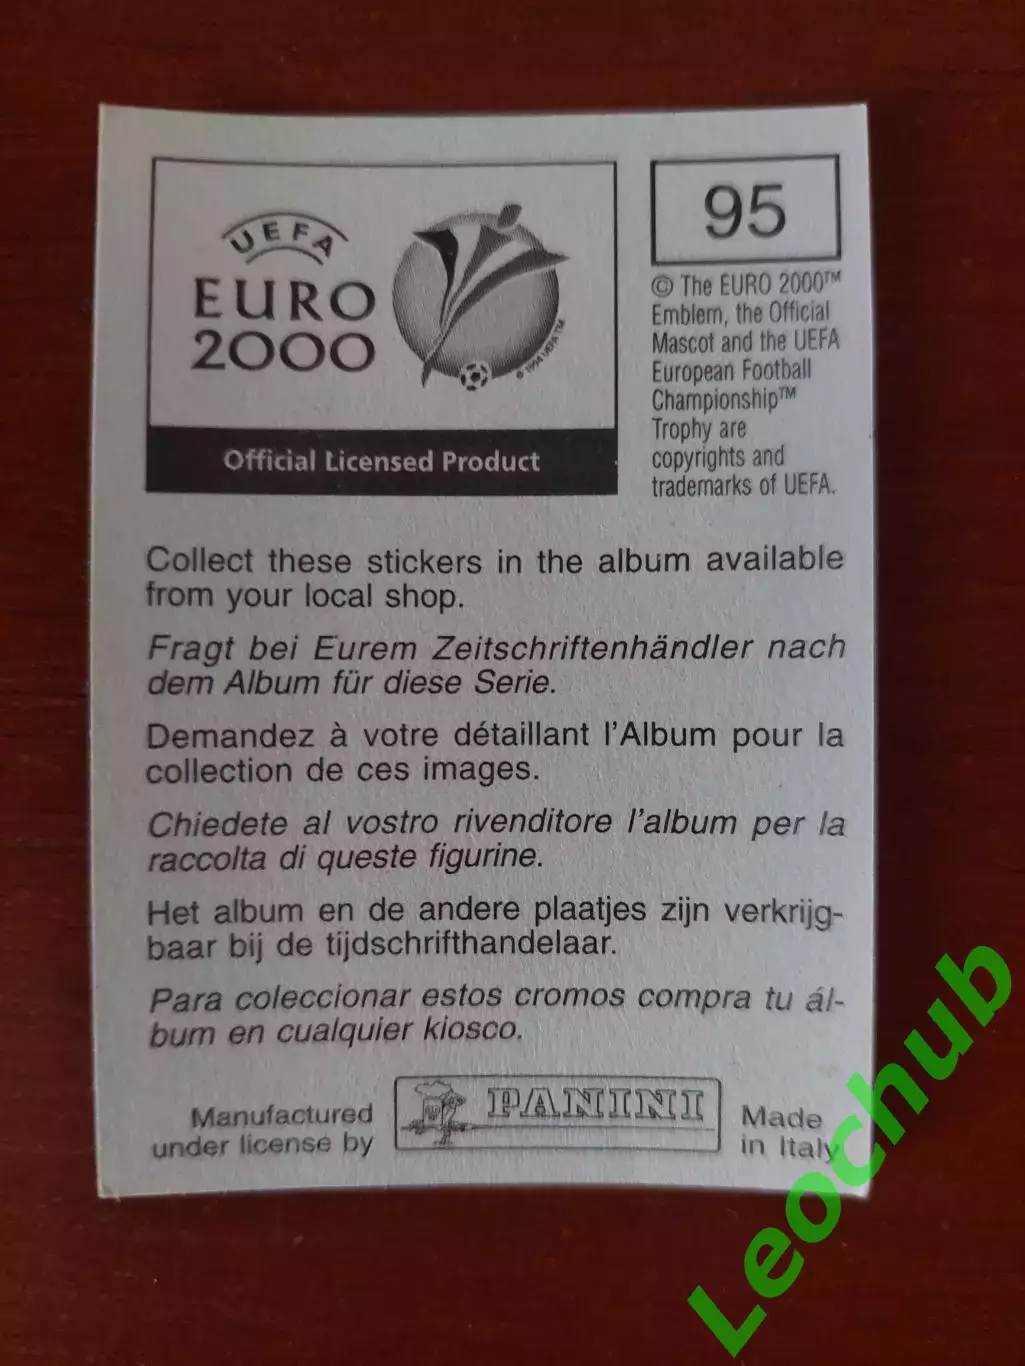 UEFA
EURO
2000
© 1994 UEFA TM
Official Licensed Product
95
© The EURO 2000™
Emblem, the Official
Mascot and the UEFA
European Football
Championship™
Trophy are
copyrights and
trademarks of UEFA.
Collect these stickers in the album available
from your local shop.
Fragt bei Eurem Zeitschriftenhändler nach
dem Album für diese Serie.
Demandez à votre détaillant l'Album pour la
collection de ces images.
Chiedete al vostro rivenditore l'album per la
raccolta di queste figurine.
Het album en de andere plaatjes zijn verkrijg-
baar bij de tijdschrifthandelaar.
Para coleccionar estos cromos compra tu ál-
bum en cualquier kiosco.
Manufactured
under license by
PANINI
Made
in Italy
Leochub